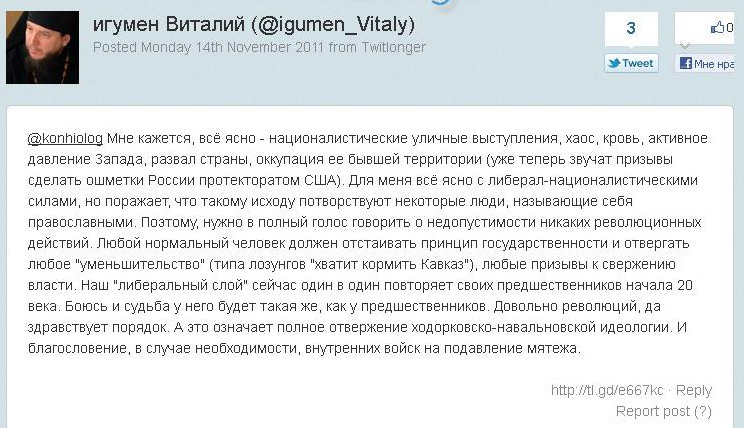 игумен Виталий (@igumen_Vitaly)
Posted Monday 14th November 2011 from Twitlonger
3
Tweet
0
Мне нра
@konhiolog Мне кажется, всё ясно - националистические уличные выступления, хаос, кровь, активное
давление Запада, развал страны, оккупация ее бывшей территории (уже теперь звучат призывы
сделать ошметки России протекторатом США). Для меня всё ясно с либерал-националистическими
силами, но поражает, что такому исходу потворствуют некоторые люди, называющие себя
православными. Поэтому, нужно в полный голос говорить о недопустимости никаких революционных
действий. Любой нормальный человек должен отстаивать принцип государственности и отвергать
любое "уменьшительство" (типа лозунгов "хватит кормить Кавказ"), любые призывы к свержению
власти. Наш "либеральный слой" сейчас один в один повторяет своих предшественников начала 20
века. Боюсь и судьба у него будет такая же, как у предшественников. Довольно революций, да
здравствует порядок. А это означает полное отвержение ходорковско-навальновской идеологии. И
благословение, в случае необходимости, внутренних войск на подавление мятежа.
http://tl.gd/e667kc · Reply
Report post (?)